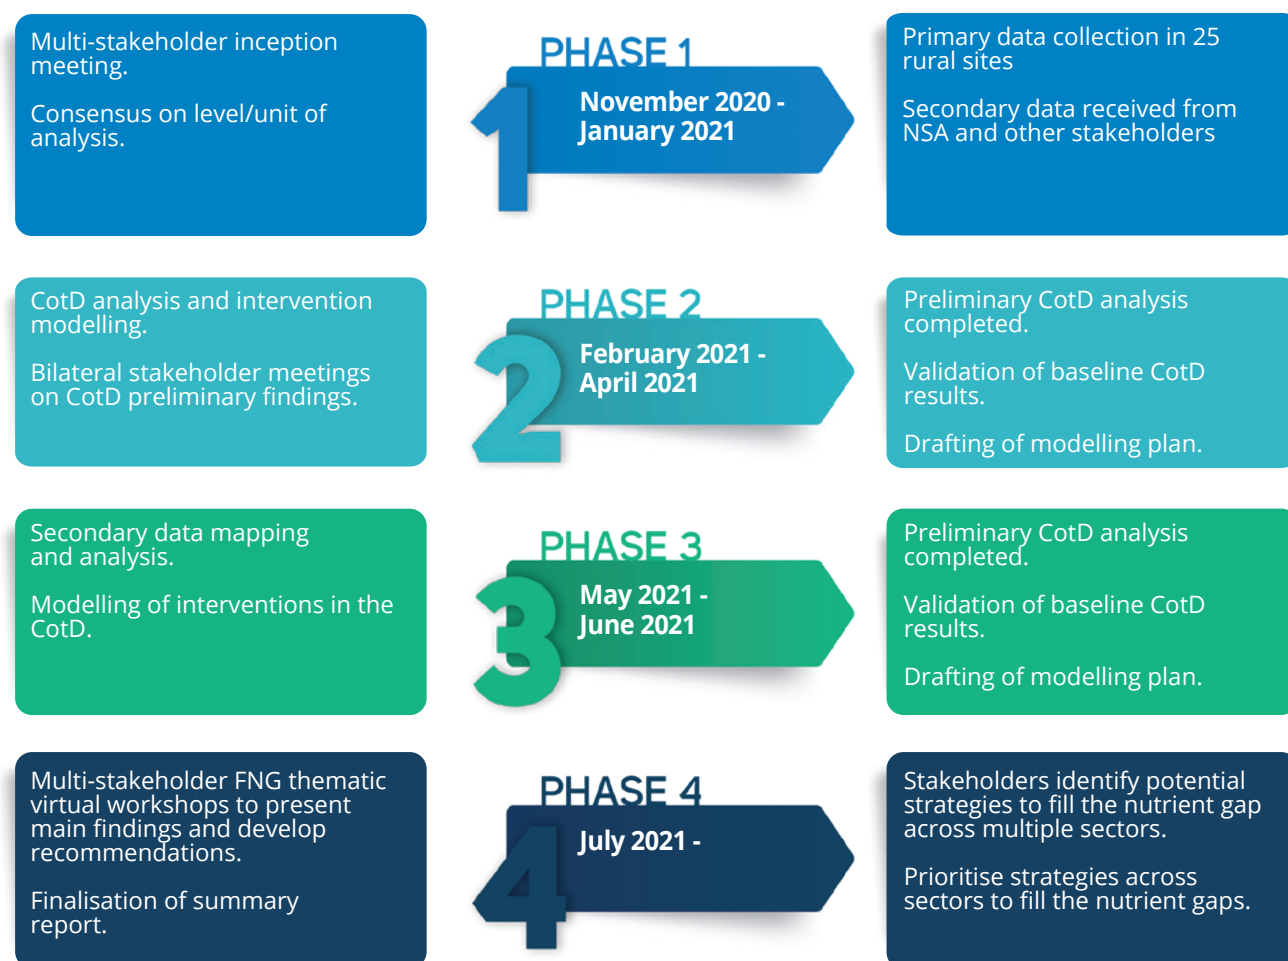 Multi-stakeholder inception
meeting.
Consensus on level/unit of
analysis.
PHASE 1
1
November 2020 -
January 2021
Primary data collection in 25
rural sites
Secondary data received from
NSA and other stakeholders
CotD analysis and intervention
modelling.
Bilateral stakeholder meetings
on CotD preliminary findings.
PHASE 2
2
February 2021 -
April 2021
Preliminary CotD analysis
completed.
Validation of baseline CotD
results.
Drafting of modelling plan.
Secondary data mapping
and analysis.
Modelling of interventions in the
CotD.
PHASE 3
3
May 2021 -
June 2021
Preliminary CotD analysis
completed.
Validation of baseline CotD
results.
Drafting of modelling plan.
Multi-stakeholder FNG thematic
virtual workshops to present
main findings and develop
recommendations.
Finalisation of summary
report.
PHASE 4
4
July 2021 -
Stakeholders identify potential
strategies to fill the nutrient gap
across multiple sectors.
Prioritise strategies across
sectors to fill the nutrient gaps.